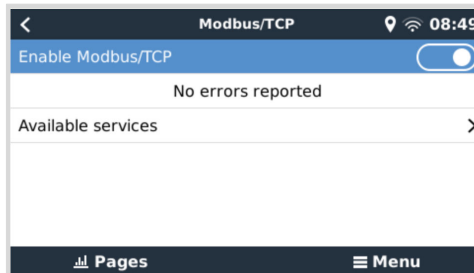 Modbus/TCP 08:49
Enable Modbus/TCP
No errors reported
Available services
Pages Menu